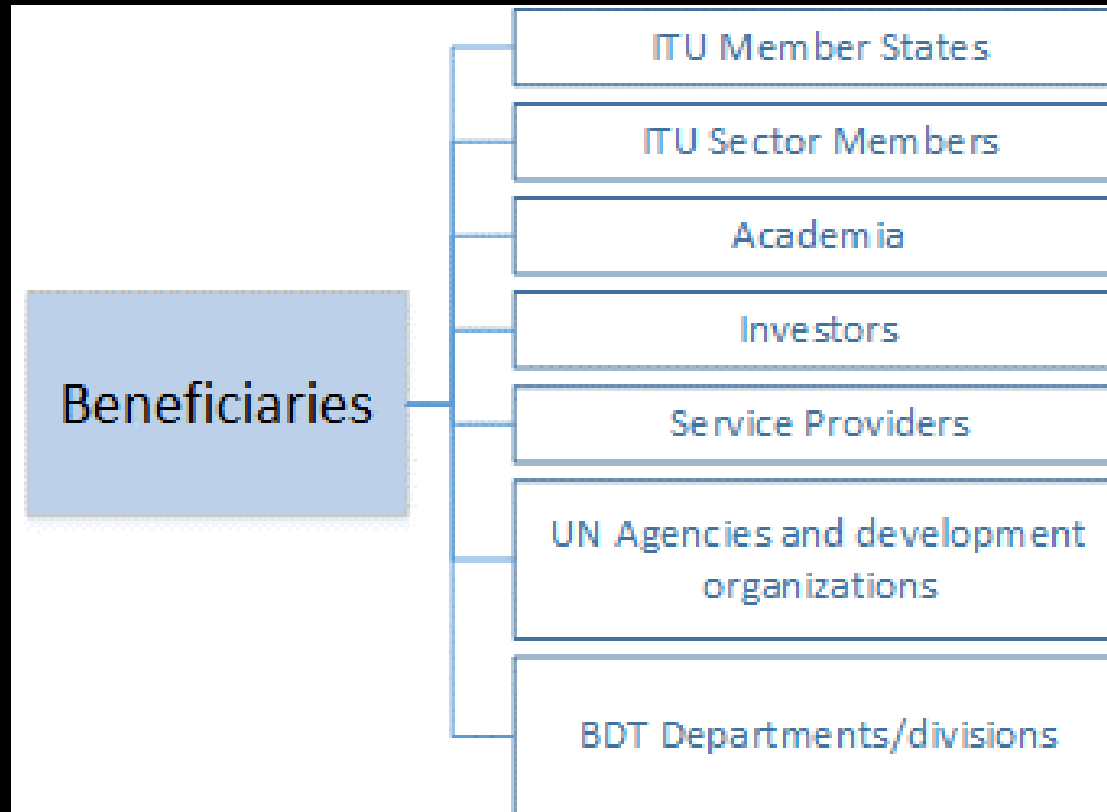 ITU Member States
ITU Sector Members
Academia
Investors
Beneficiaries
Service Providers
UN Agencies and development
organizations
BDT Departments/divisions